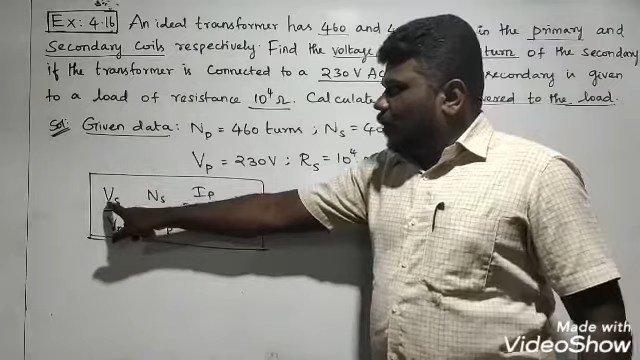 Ex: 4.16 An ideal transformer has 460 and 4 in the primary and
Secondary coils respectively. Find the voltage turn of the secondary
if the transformer is connected to a 230 V Ac secondary is given
to a load of resistance 10⁴ Ω. Calculate to the load.
Sol: Given data: Np = 460 turns ; Ns = 40
Vp = 230V ; Rs = 10⁴
Vs Ns Ip
Made with
VideoShow